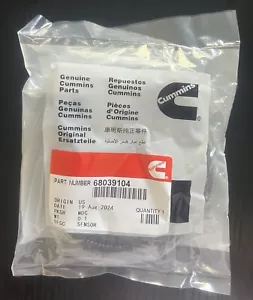 Genuine
Cummins
Parts
Repuestos
Genuinos
Cummins
Peças
Genuínas
Cummins
Pièces
d'Origine
Cummins
Cummins
Original
Ersatzteile
康明斯纯正零件
Cummins
PART NUMBER 68039104
ORIGIN US
DATE 19-Aug-2024
QUANTITY 1
DESC SENSOR